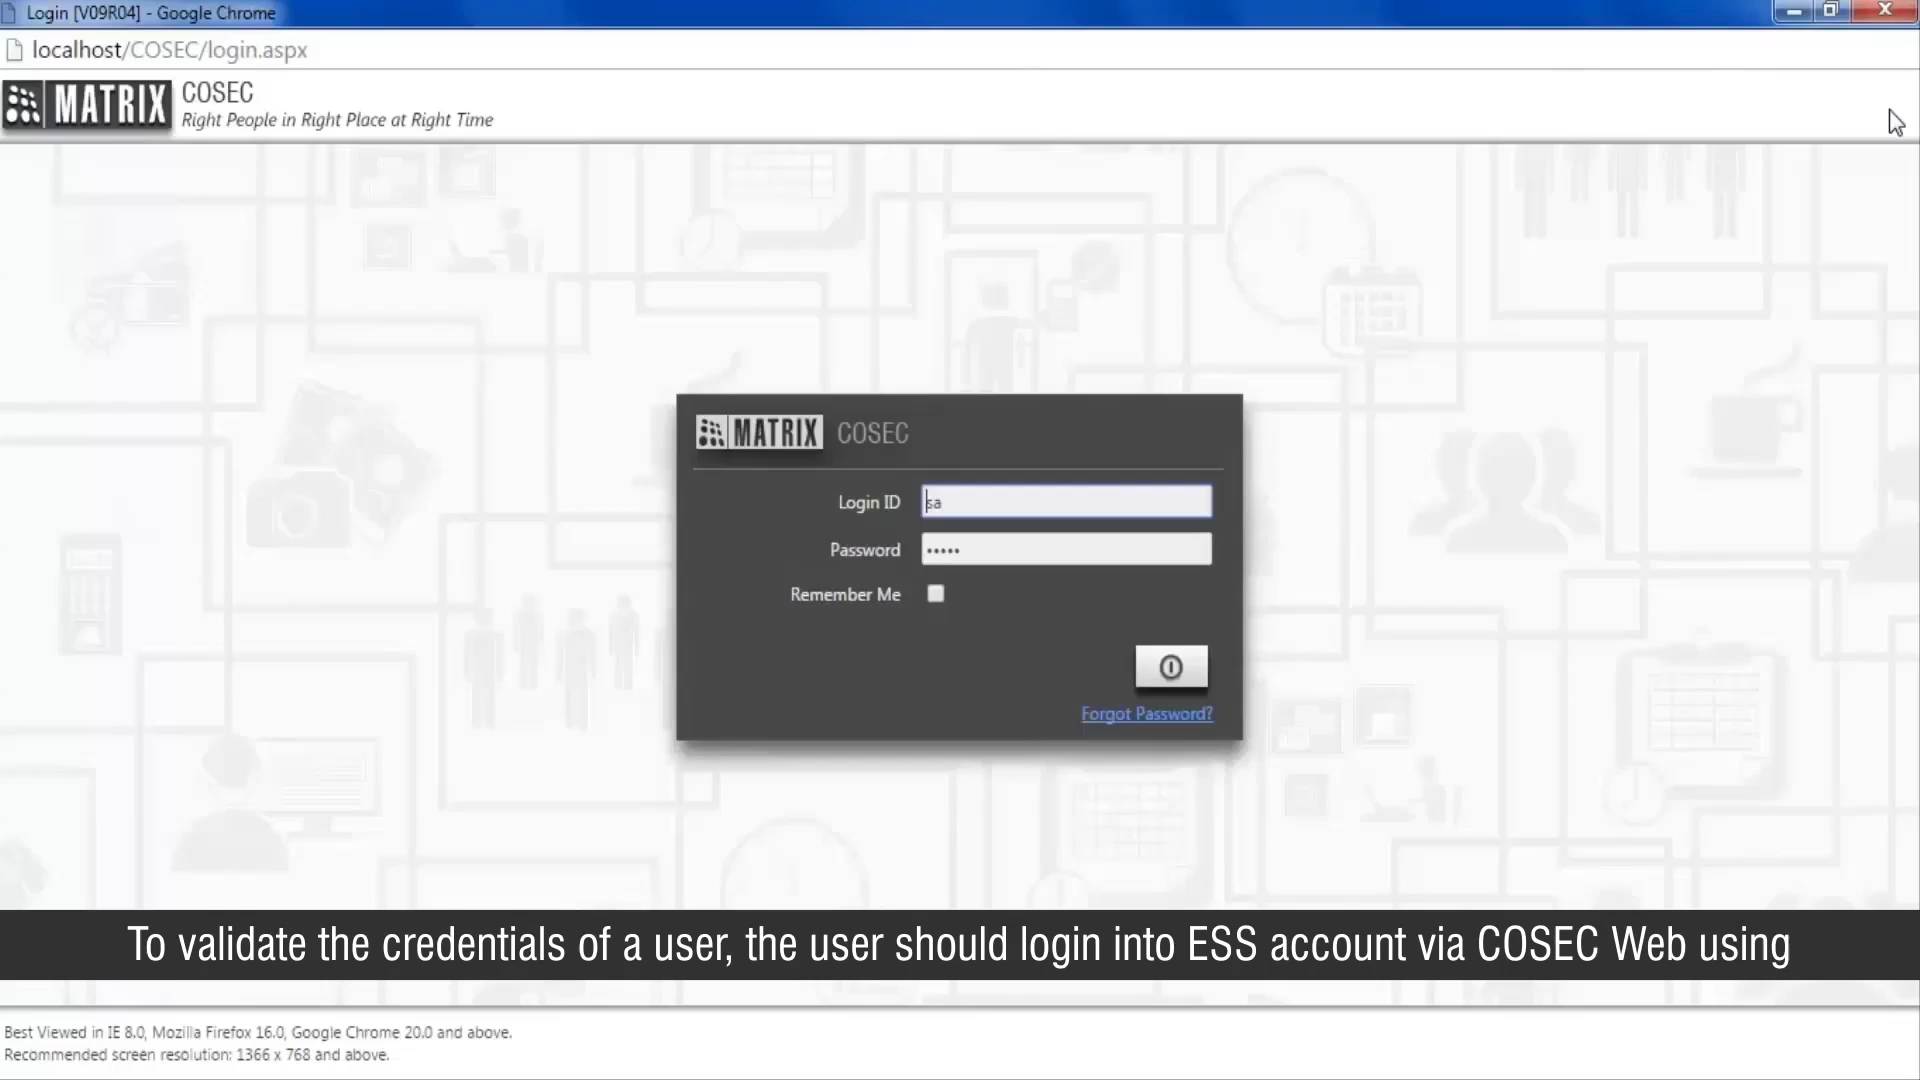 Login [V09R04] - Google Chrome
localhost/COSEC/login.aspx
MATRIX COSEC
Right People in Right Place at Right Time
MATRIX COSEC
Login ID sa
Password •••••
Remember Me
Forgot Password?
To validate the credentials of a user, the user should login into ESS account via COSEC Web using
Best Viewed in IE 8.0, Mozilla Firefox 16.0, Google Chrome 20.0 and above.
Recommended screen resolution: 1366 x 768 and above.